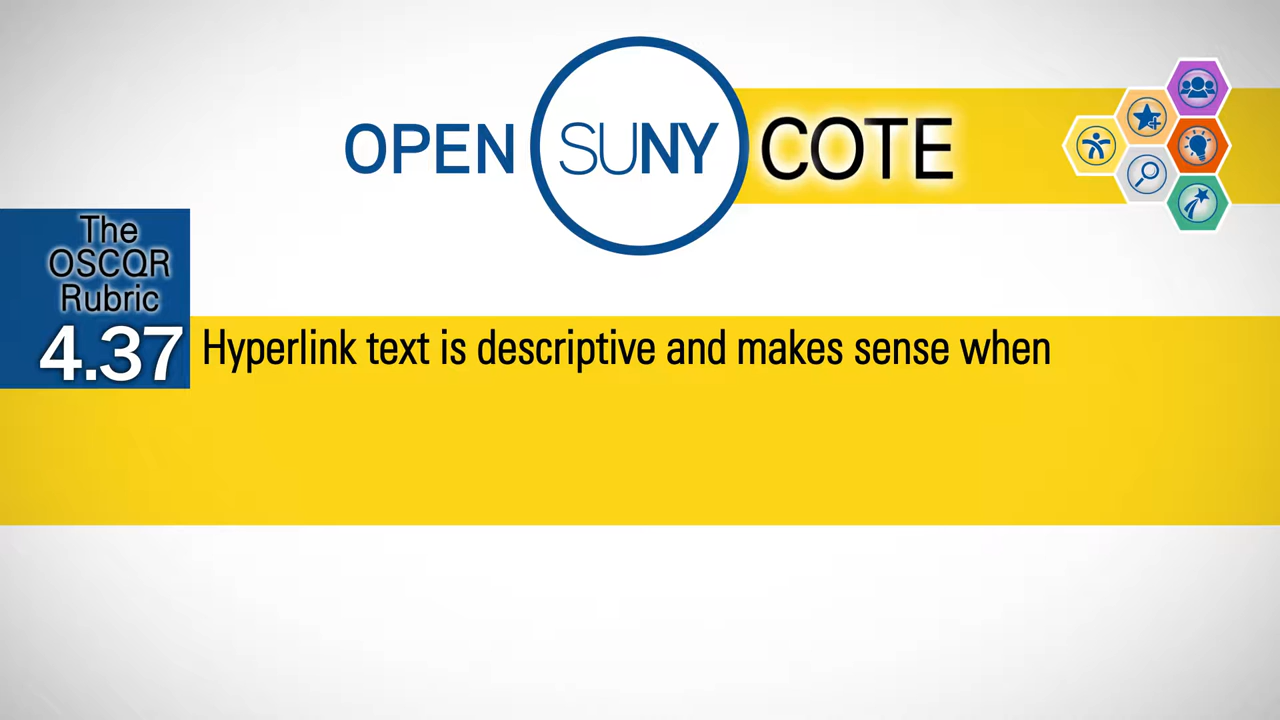 OPEN SUNY COTE
The
OSCQR
Rubric
4.37
Hyperlink text is descriptive and makes sense when